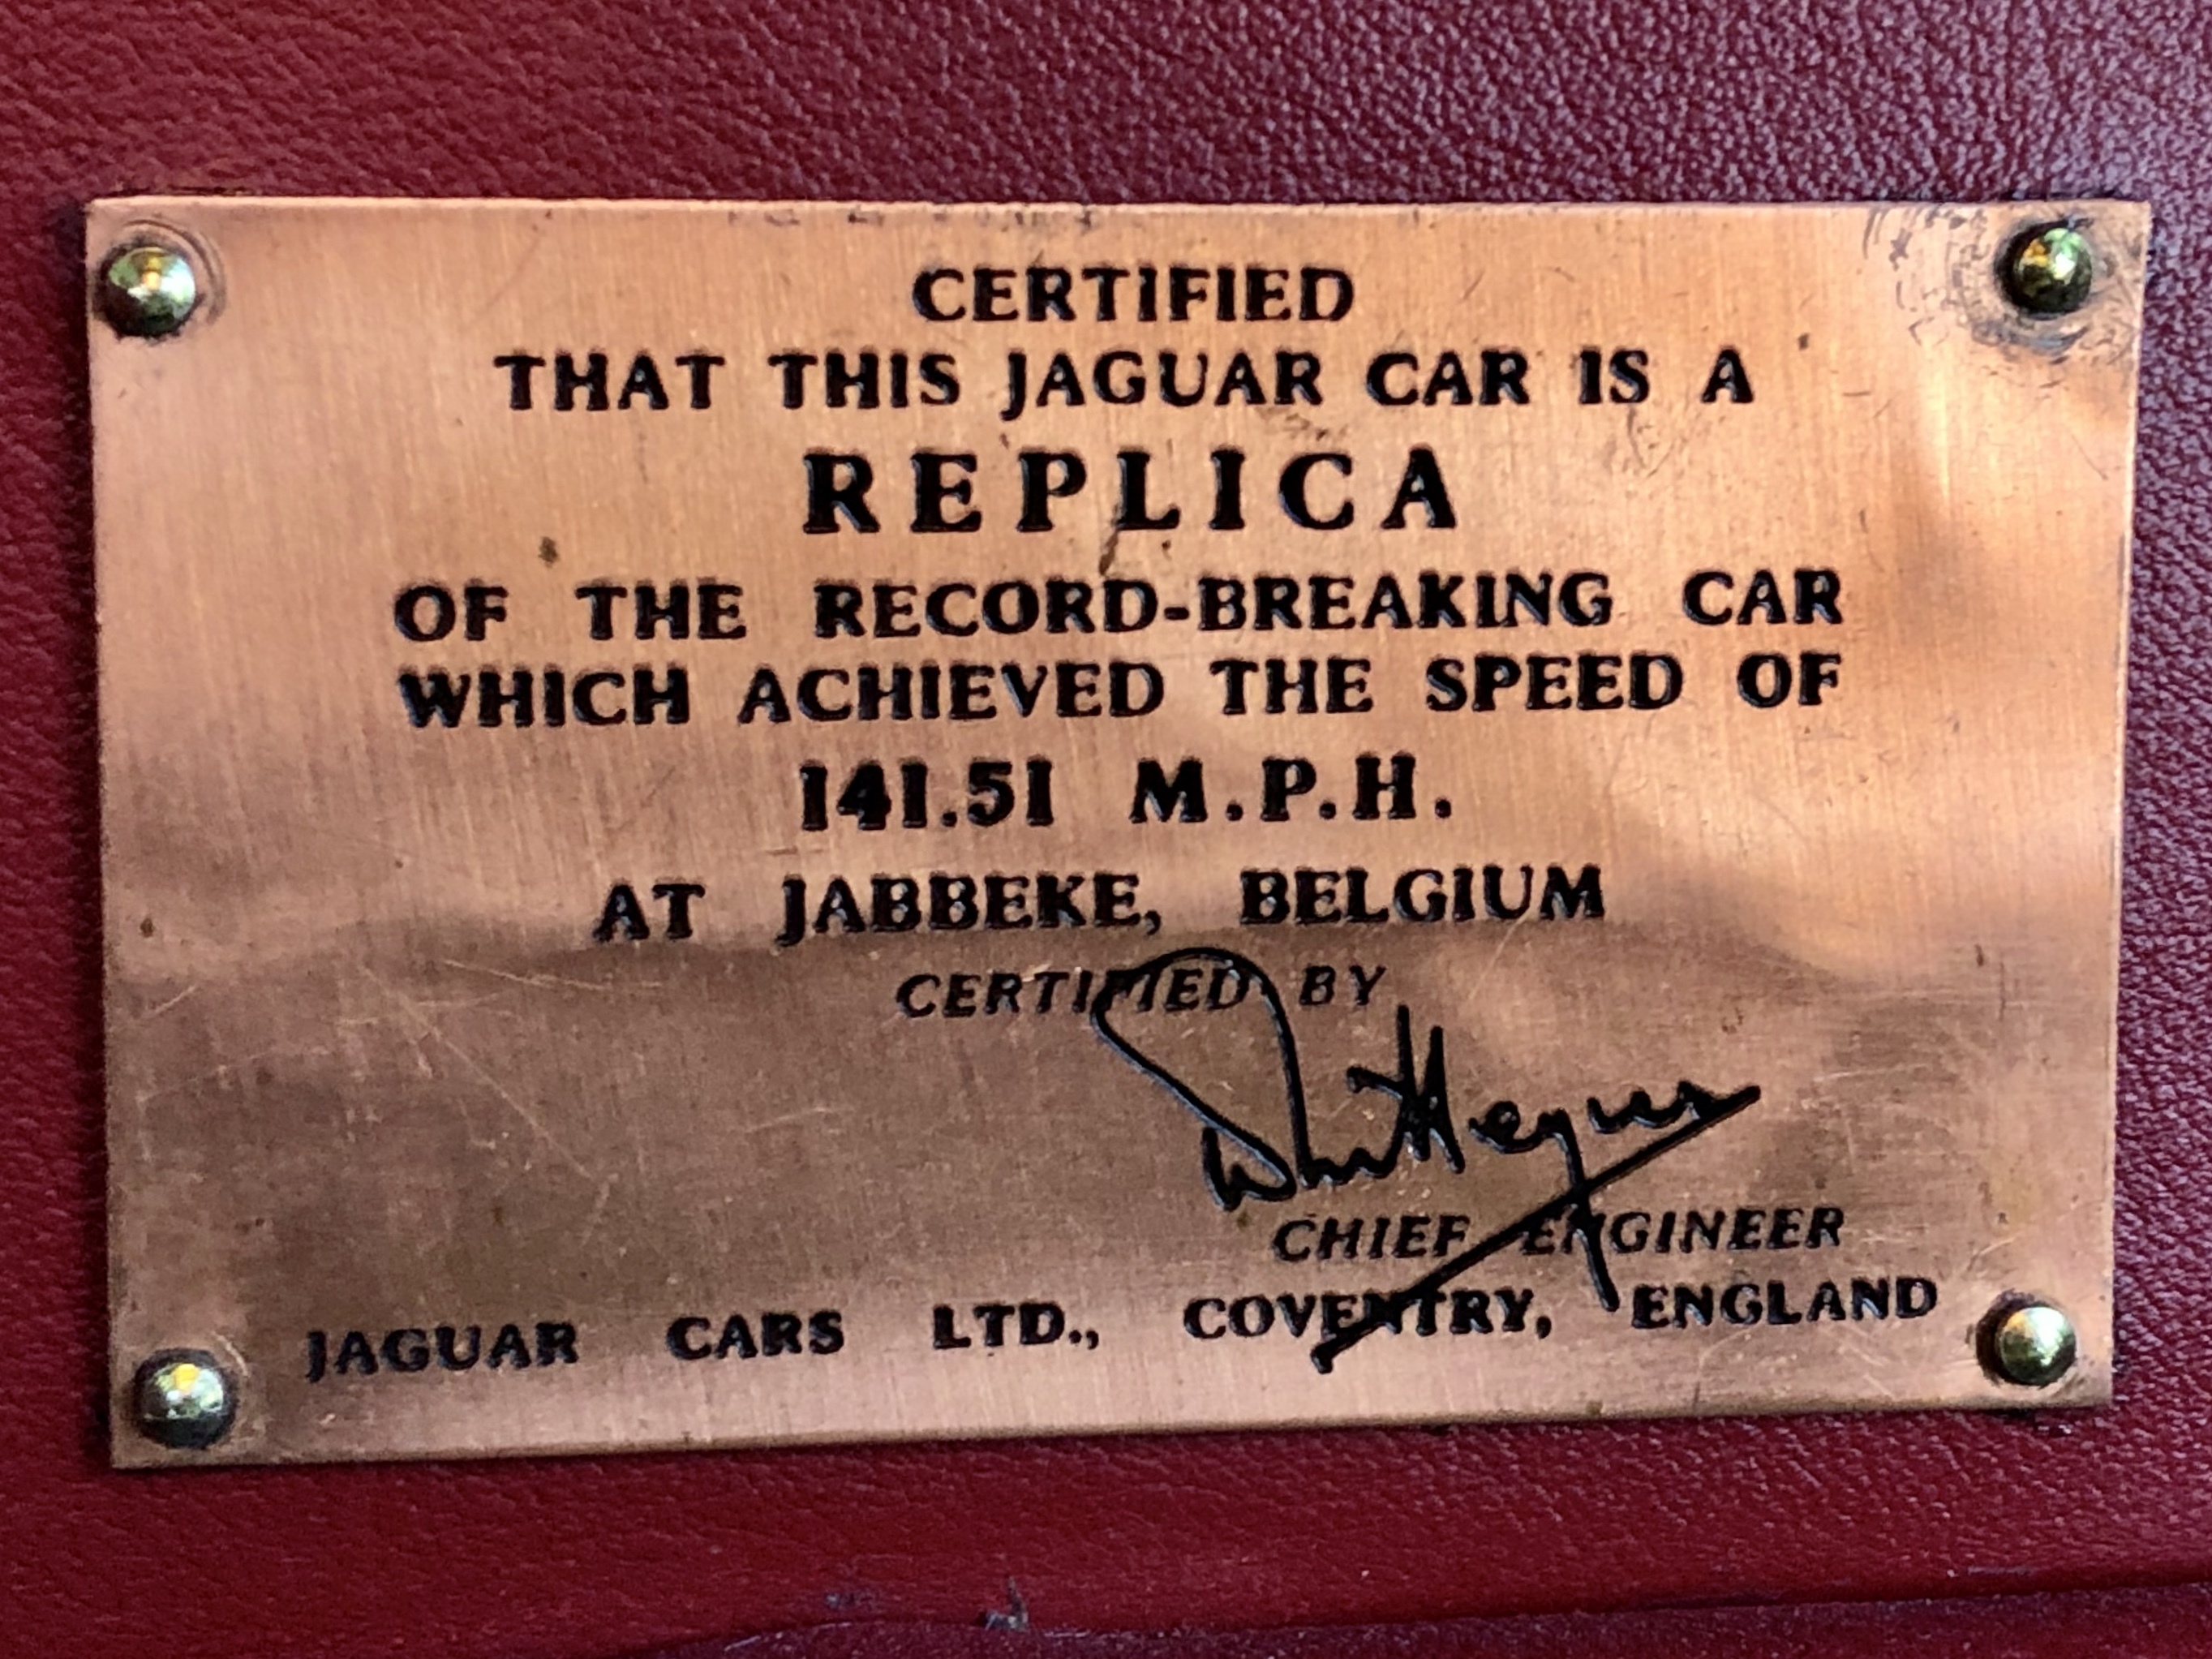 CERTIFIED
THAT THIS JAGUAR CAR IS A
REPLICA
OF THE RECORD-BREAKING CAR
WHICH ACHIEVED THE SPEED OF
141.51 M.P.H.
AT JABBEKE, BELGIUM
CERTIFIED BY
CHIEF ENGINEER
JAGUAR CARS LTD., COVENTRY, ENGLAND